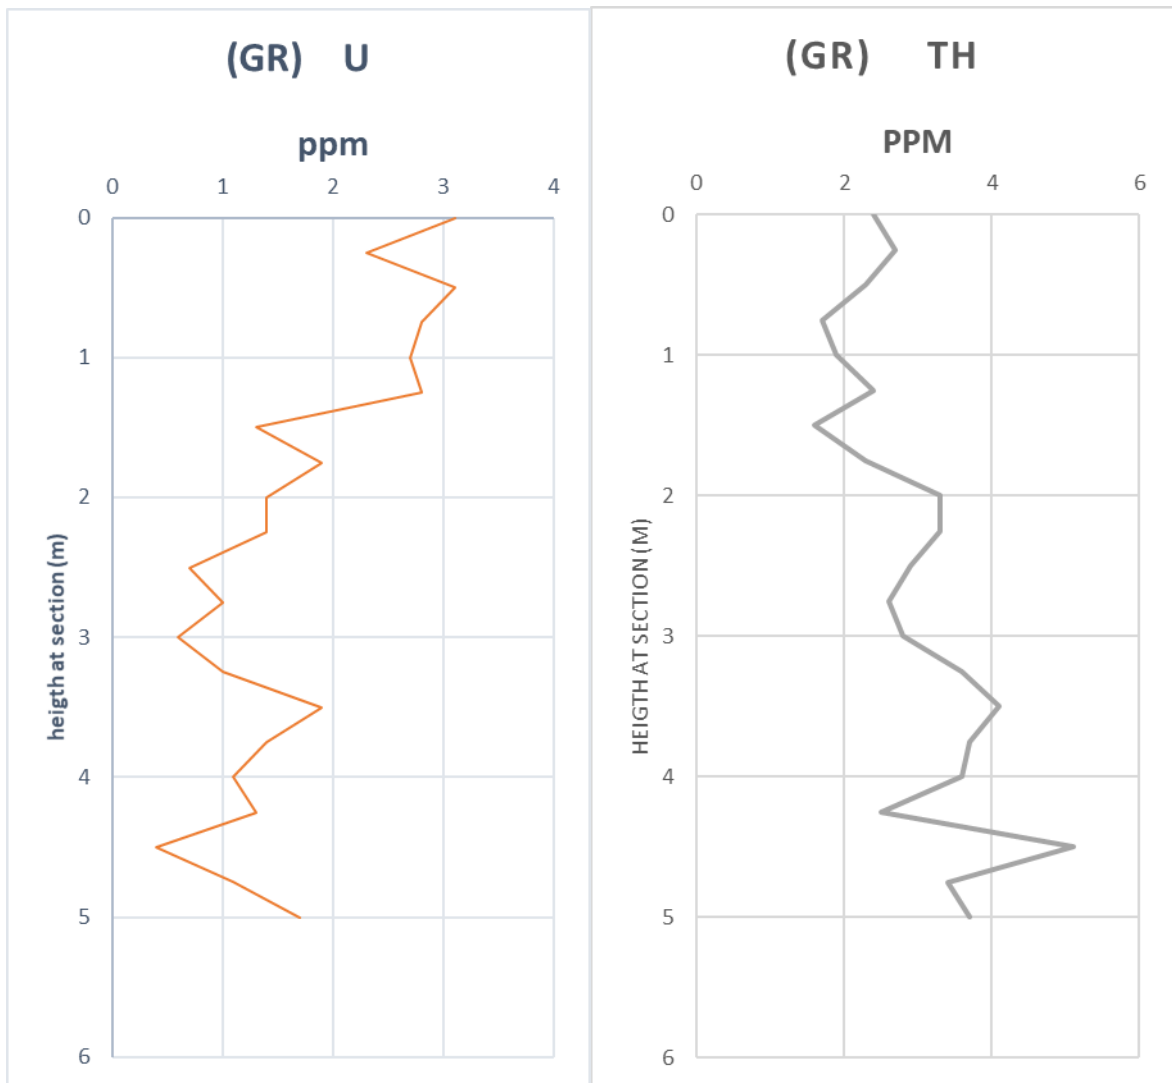 (GR) U
ppm
0 1 2 3 4
0
1
2
3
4
5
6
heigth at section (m)
(GR) TH
PPM
0 2 4 6
0
1
2
3
4
5
6
HEIGTH AT SECTION (M)